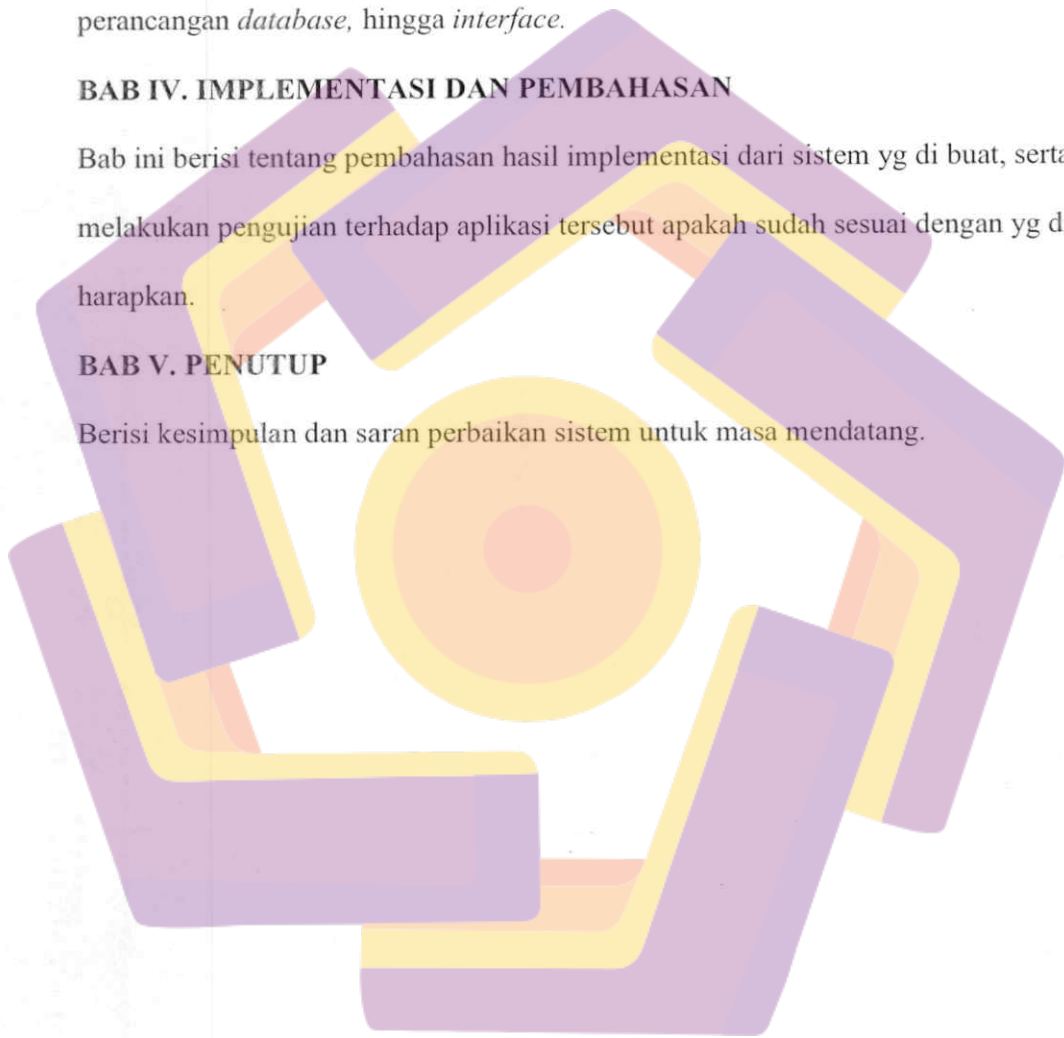 perancangan database, hingga interface.
BAB IV. IMPLEMENTASI DAN PEMBAHASAN
Bab ini berisi tentang pembahasan hasil implementasi dari sistem yg di buat, serta
melakukan pengujian terhadap aplikasi tersebut apakah sudah sesuai dengan yg d
harapkan.
BAB V. PENUTUP
Berisi kesimpulan dan saran perbaikan sistem untuk masa mendatang.